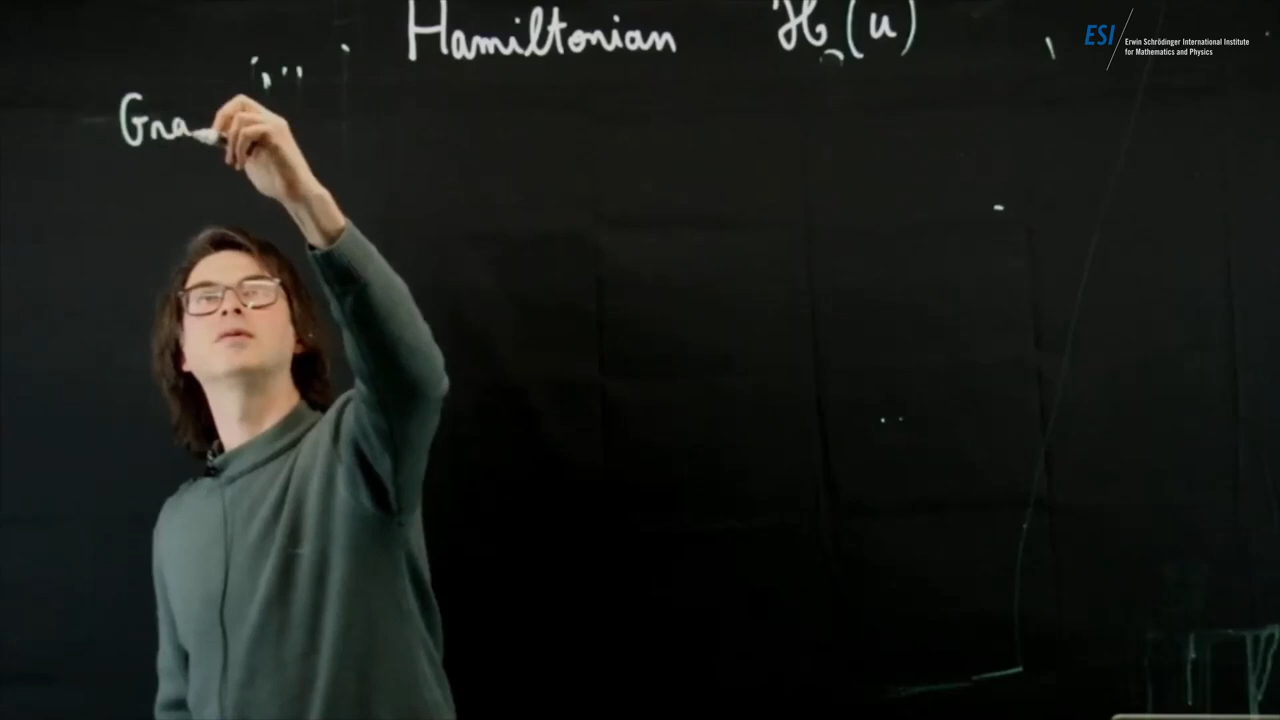 Hamiltonian ℋ(u)
Gra
ESI Erwin Schrödinger International Institute
for Mathematics and Physics